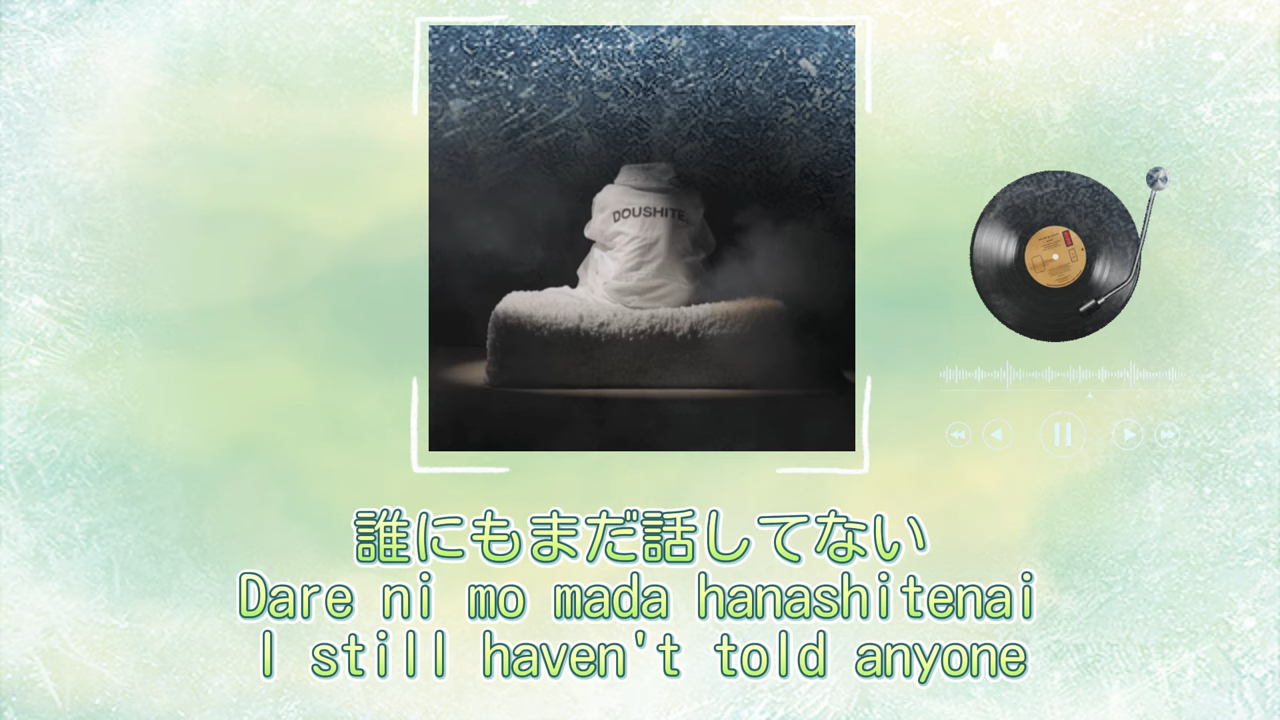 DOUSHITE
誰にもまだ話してない
Dare ni mo mada hanashitenai
I still haven't told anyone